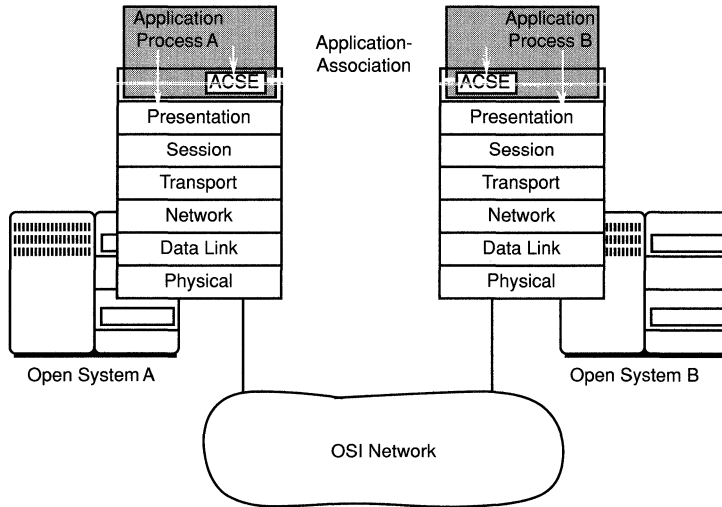 Application
Process A
Application-
Association
Application
Process B
ACSE
ACSE
Presentation
Session
Transport
Network
Data Link
Physical
Presentation
Session
Transport
Network
Data Link
Physical
Open System A
Open System B
OSI Network